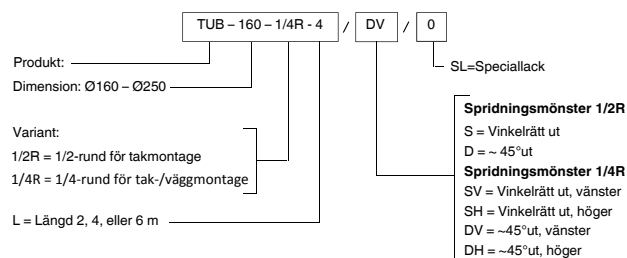 TUB – 160 – 1/4R - 4 / DV / 0
Produkt:
Dimension: Ø160 – Ø250
Variant:
1/2R = 1/2-rund för takmontage
1/4R = 1/4-rund för tak-/väggmontage
L = Längd 2, 4, eller 6 m
SL=Speciallack
Spridningsmönster 1/2R
S = Vinkelrätt ut
D = ~ 45°ut
Spridningsmönster 1/4R
SV = Vinkelrätt ut, vänster
SH = Vinkelrätt ut, höger
DV = ~45°ut, vänster
DH = ~45°ut, höger